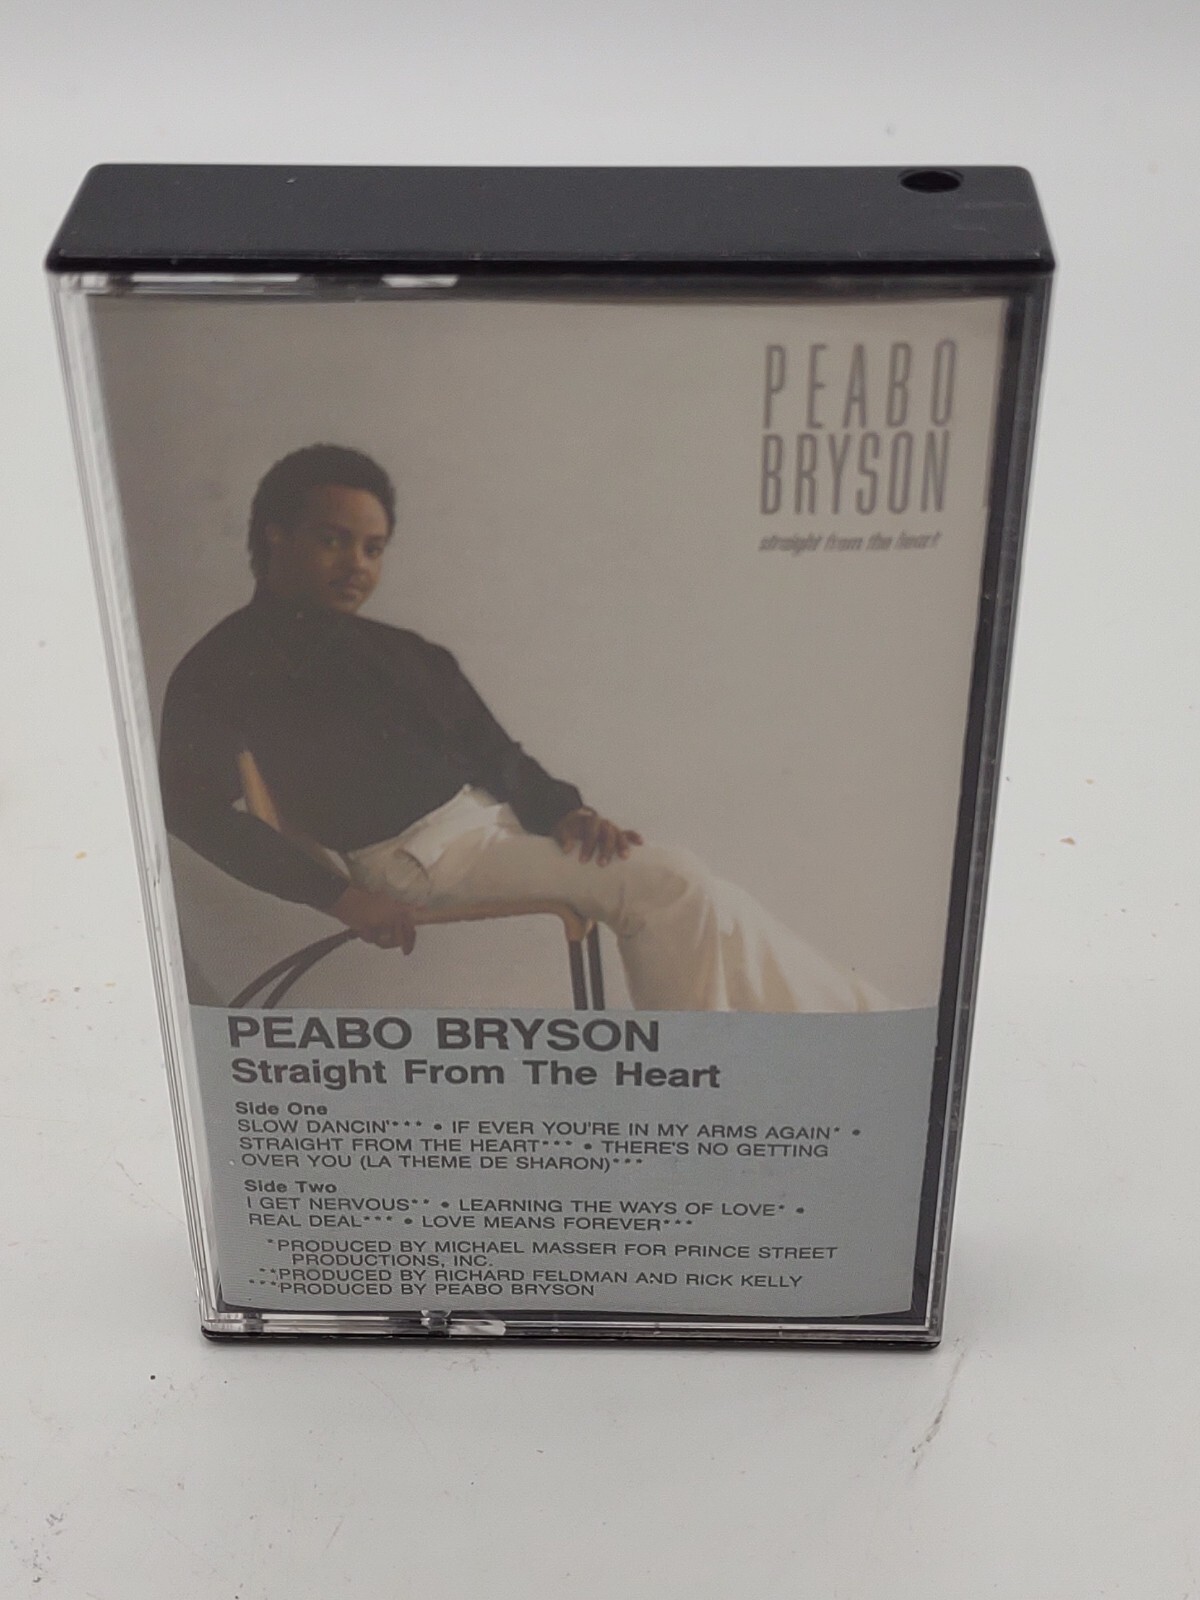 PEABO
BRYSON
straight from the heart
PEABO BRYSON
Straight From The Heart
Side One
SLOW DANCIN'*** • IF EVER YOU'RE IN MY ARMS AGAIN* •
STRAIGHT FROM THE HEART*** • THERE'S NO GETTING
OVER YOU (LA THEME DE SHARON)***
Side Two
I GET NERVOUS** • LEARNING THE WAYS OF LOVE* •
REAL DEAL*** • LOVE MEANS FOREVER***
*PRODUCED BY MICHAEL MASSER FOR PRINCE STREET
PRODUCTIONS, INC.
**PRODUCED BY RICHARD FELDMAN AND RICK KELLY
***PRODUCED BY PEABO BRYSON